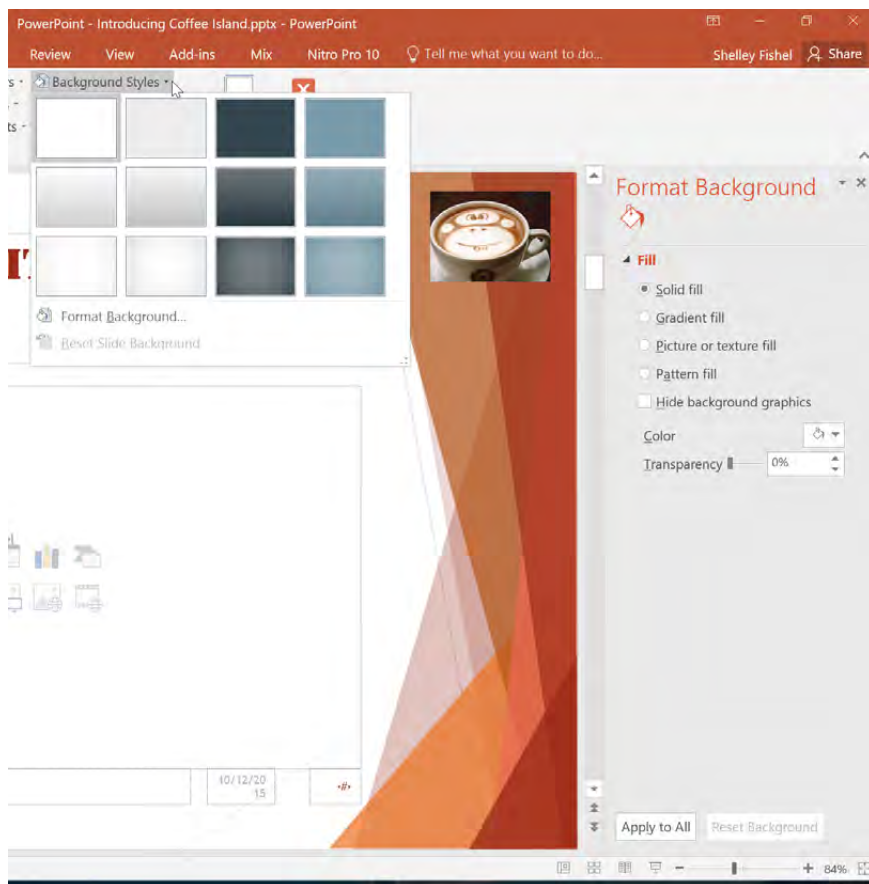 PowerPoint - Introducing Coffee Island.pptx - PowerPoint
Review View Add-ins Mix Nitro Pro 10 Tell me what you want to do... Shelley Fishel Share
Background Styles
Format Background...
Reset Slide Background
10/12/20
15
‹#›
Format Background
Fill
Solid fill
Gradient fill
Picture or texture fill
Pattern fill
Hide background graphics
Color
Transparency 0%
Apply to All Reset Background
84%